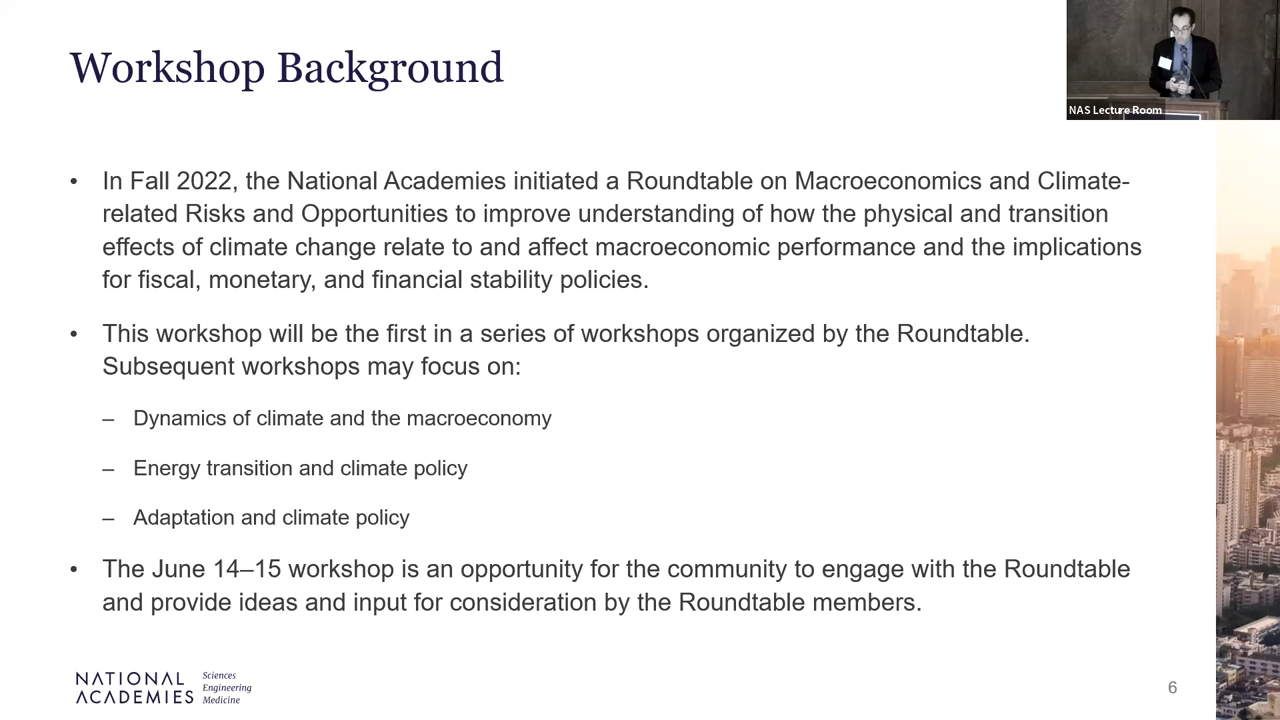 Workshop Background
NAS Lecture Room
• In Fall 2022, the National Academies initiated a Roundtable on Macroeconomics and Climate-
related Risks and Opportunities to improve understanding of how the physical and transition
effects of climate change relate to and affect macroeconomic performance and the implications
for fiscal, monetary, and financial stability policies.
• This workshop will be the first in a series of workshops organized by the Roundtable.
Subsequent workshops may focus on:
– Dynamics of climate and the macroeconomy
– Energy transition and climate policy
– Adaptation and climate policy
• The June 14–15 workshop is an opportunity for the community to engage with the Roundtable
and provide ideas and input for consideration by the Roundtable members.
NATIONAL
ACADEMIES
Sciences
Engineering
Medicine
6